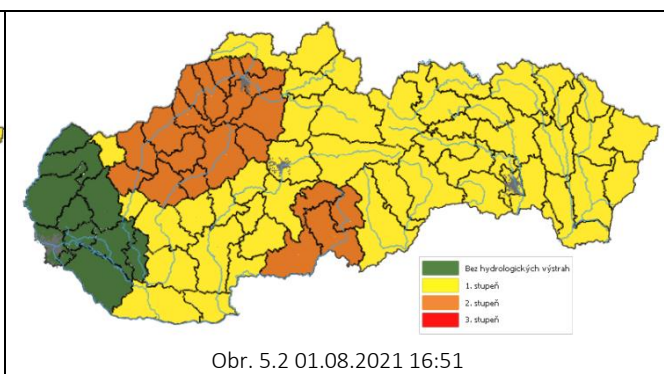 Bez hydrologických výstrah
1. stupeň
2. stupeň
3. stupeň
Obr. 5.2 01.08.2021 16:51